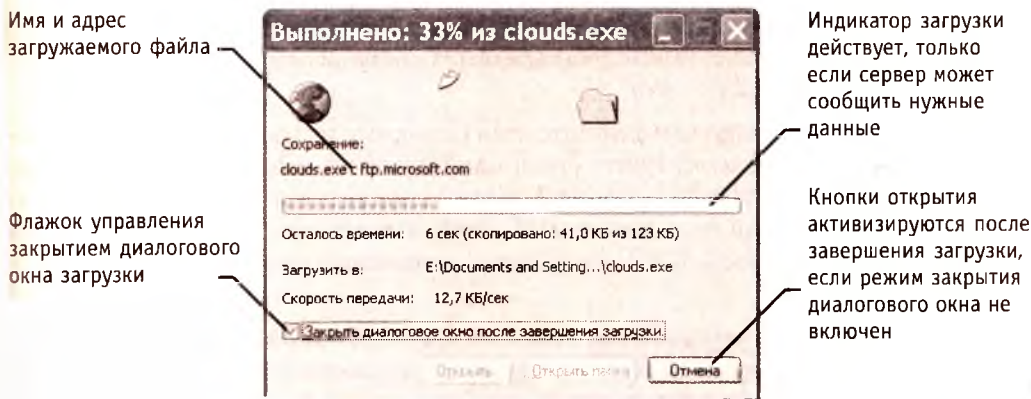 Имя и адрес
загружаемого файла
Флажок управления
закрытием диалогового
окна загрузки
Выполнено: 33% из clouds.exe
Сохранение:
clouds.exe с ftp.microsoft.com
Осталось времени: 6 сек (скопировано: 41,0 КБ из 123 КБ)
Загрузить в: E:\Documents and Setting...\clouds.exe
Скорость передачи: 12,7 КБ/сек
Закрыть диалоговое окно после завершения загрузки.
Открыть Открыть папку Отмена
Индикатор загрузки
действует, только
если сервер может
сообщить нужные
данные
Кнопки открытия
активизируются после
завершения загрузки,
если режим закрытия
диалогового окна не
включен